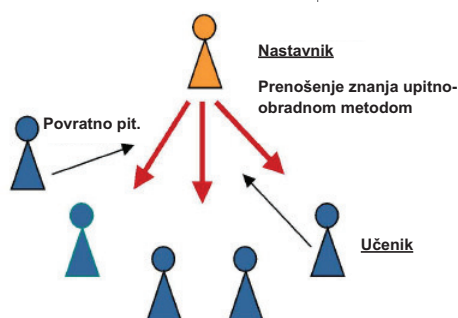 Nastavnik
Prenošenje znanja upitno-
obradnom metodom
Povratno pit.
Učenik